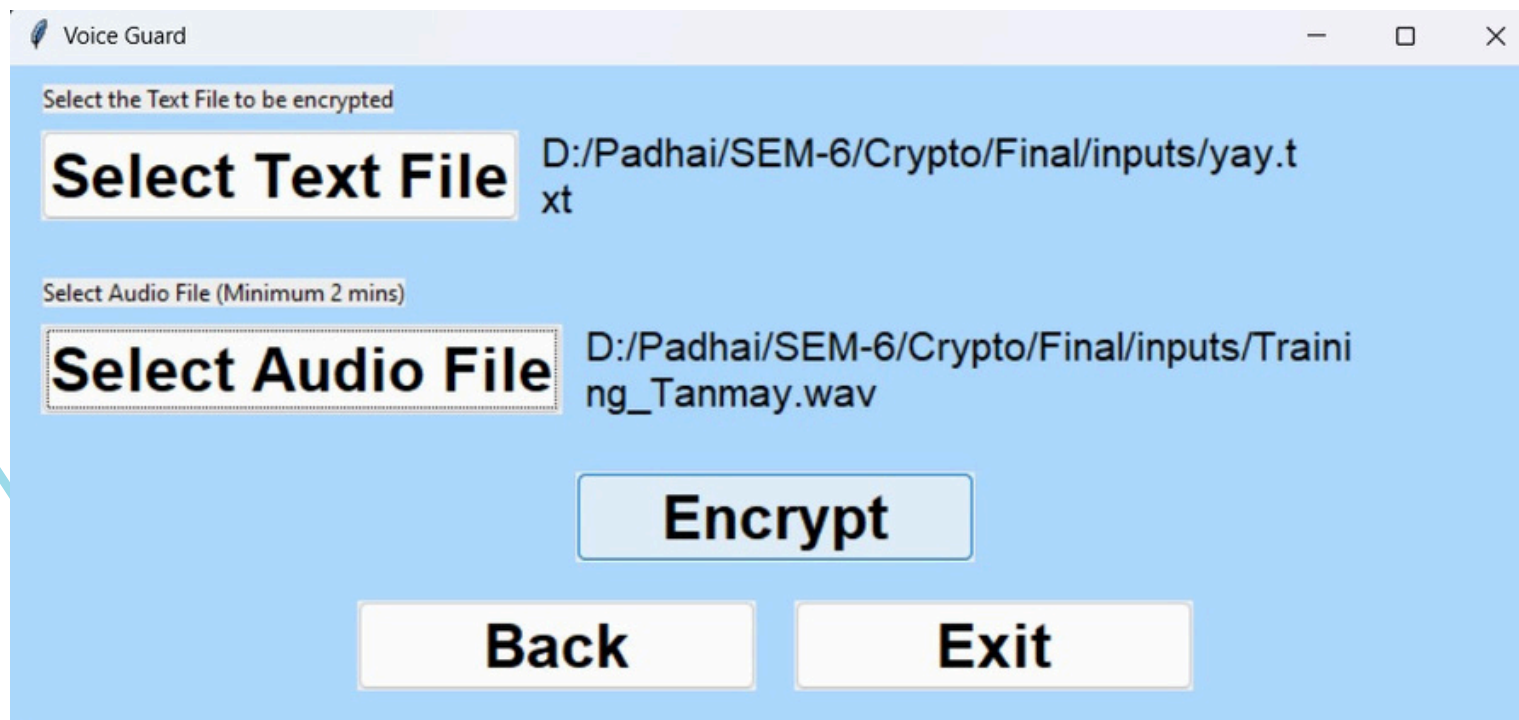 Voice Guard
Select the Text File to be encrypted
Select Text File
D:/Padhai/SEM-6/Crypto/Final/inputs/yay.t
xt
Select Audio File (Minimum 2 mins)
Select Audio File
D:/Padhai/SEM-6/Crypto/Final/inputs/Traini
ng_Tanmay.wav
Encrypt
Back
Exit